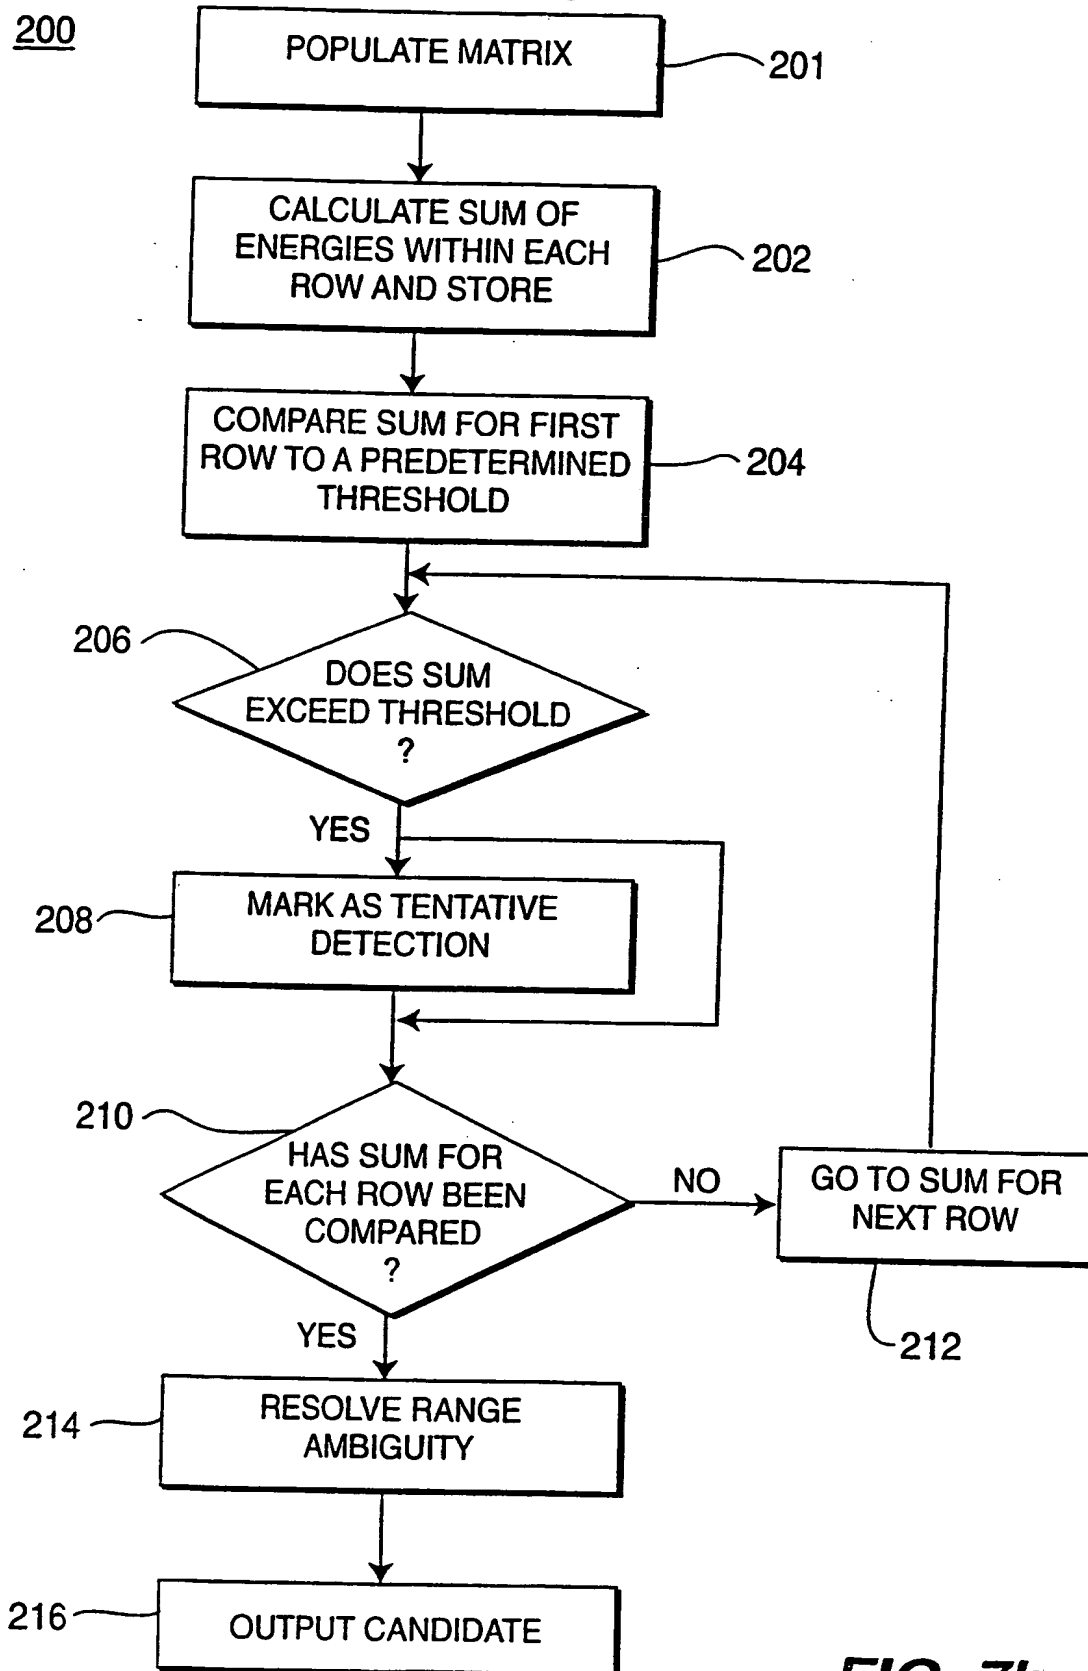 200
POPULATE MATRIX
201
CALCULATE SUM OF
ENERGIES WITHIN EACH
ROW AND STORE
202
COMPARE SUM FOR FIRST
ROW TO A PREDETERMINED
THRESHOLD
204
206
DOES SUM
EXCEED THRESHOLD
?
YES
208
MARK AS TENTATIVE
DETECTION
210
HAS SUM FOR
EACH ROW BEEN
COMPARED
?
NO
GO TO SUM FOR
NEXT ROW
212
YES
214
RESOLVE RANGE
AMBIGUITY
216
OUTPUT CANDIDATE